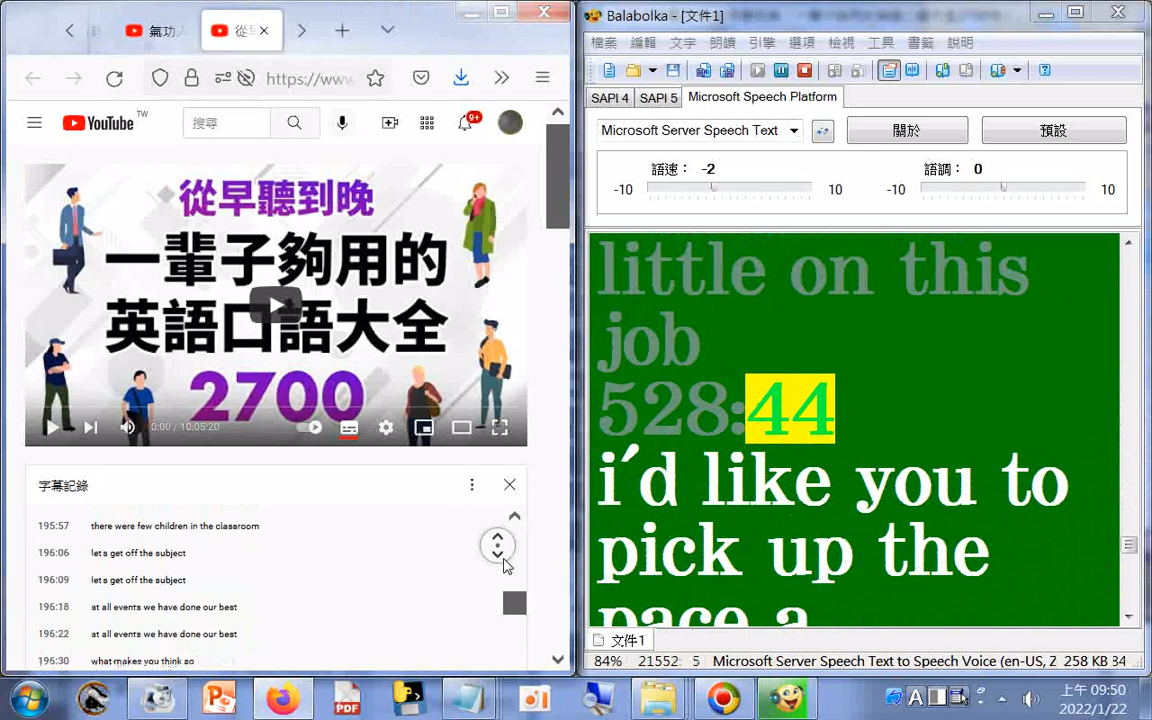 氣功
從
https://www
YouTube TW
搜尋
9+
從早聽到晚
一輩子夠用的
英語口語大全
2700
0:00 / 10:05:20
字幕記錄
195:57 there were few children in the classroom
196:06 let's get off the subject
196:09 let's get off the subject
196:18 at all events we have done our best
196:22 at all events we have done our best
196:30 what makes you think so
Balabolka - [文件1]
檔案 編輯 文字 朗讀 引擎 選項 檢視 工具 書籤 說明
SAPI 4 SAPI 5 Microsoft Speech Platform
Microsoft Server Speech Text 關於 預設
語速： -2 語調： 0
-10 10 -10 10
little on this
job
528:44
i´d like you to
pick up the
pace a
文件1
84% 21552: 5 Microsoft Server Speech Text to Speech Voice (en-US, Z 258 KB 34
PDF
A
上午 09:50
2022/1/22